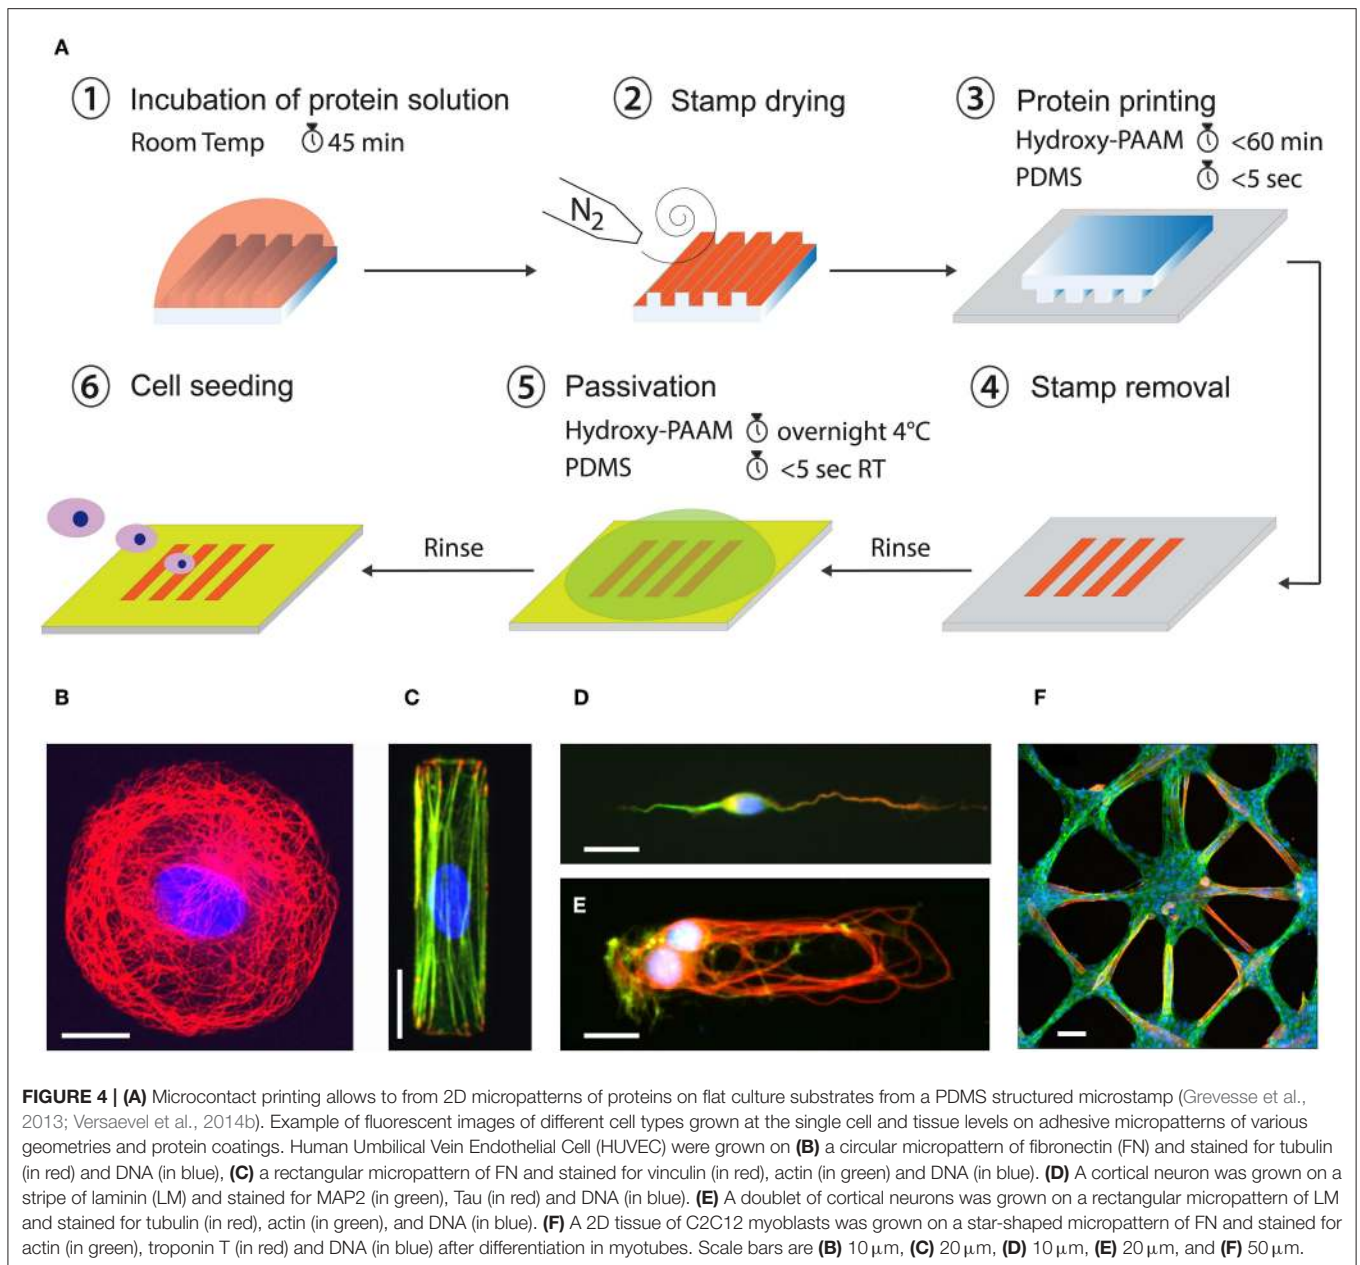 A
1 Incubation of protein solution
Room Temp 45 min
2 Stamp drying
N2
3 Protein printing
Hydroxy-PAAM <60 min
PDMS <5 sec
6 Cell seeding
5 Passivation
Hydroxy-PAAM overnight 4°C
PDMS <5 sec RT
4 Stamp removal
Rinse
Rinse
B
C
D
E
F
FIGURE 4 | (A) Microcontact printing allows to from 2D micropatterns of proteins on flat culture substrates from a PDMS structured microstamp (Grevesse et al.,
2013; Versaevel et al., 2014b). Example of fluorescent images of different cell types grown at the single cell and tissue levels on adhesive micropatterns of various
geometries and protein coatings. Human Umbilical Vein Endothelial Cell (HUVEC) were grown on (B) a circular micropattern of fibronectin (FN) and stained for tubulin
(in red) and DNA (in blue), (C) a rectangular micropattern of FN and stained for vinculin (in red), actin (in green) and DNA (in blue). (D) A cortical neuron was grown on a
stripe of laminin (LM) and stained for MAP2 (in green), Tau (in red) and DNA (in blue). (E) A doublet of cortical neurons was grown on a rectangular micropattern of LM
and stained for tubulin (in red), actin (in green), and DNA (in blue). (F) A 2D tissue of C2C12 myoblasts was grown on a star-shaped micropattern of FN and stained for
actin (in green), troponin T (in red) and DNA (in blue) after differentiation in myotubes. Scale bars are (B) 10 μm, (C) 20 μm, (D) 10 μm, (E) 20 μm, and (F) 50 μm.